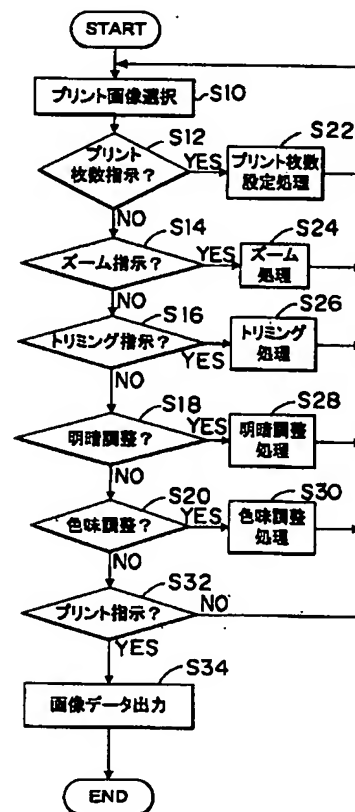 START
プリント画像選択
S10
S12
プリント
枚数指示?
YES
S22
プリント枚数
設定処理
NO
S14
ズーム指示?
YES
S24
ズーム
処理
NO
S16
トリミング指示?
YES
S26
トリミング
処理
NO
S18
明暗調整?
YES
S28
明暗調整
処理
NO
S20
色味調整?
YES
S30
色味調整
処理
NO
S32
プリント指示?
NO
YES
S34
画像データ出力
END